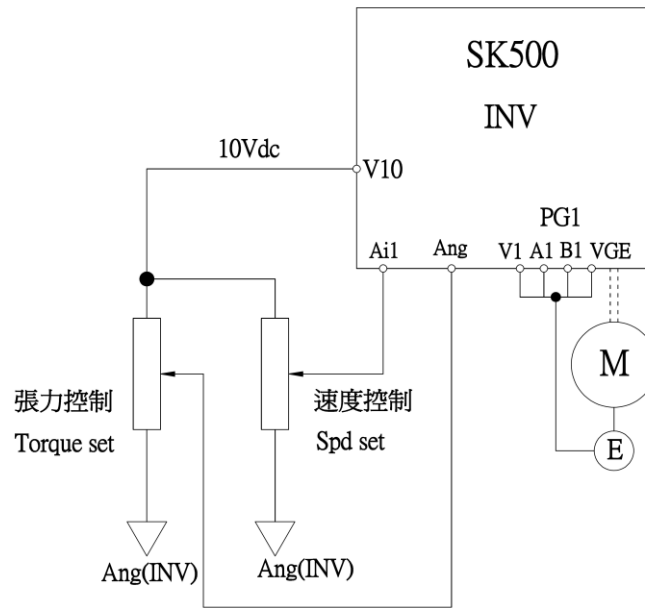 SK500
INV
10Vdc
V10
PG1
Ai1
Ang
V1 A1 B1 VGE
M
張力控制
Torque set
速度控制
Spd set
E
Ang(INV)
Ang(INV)